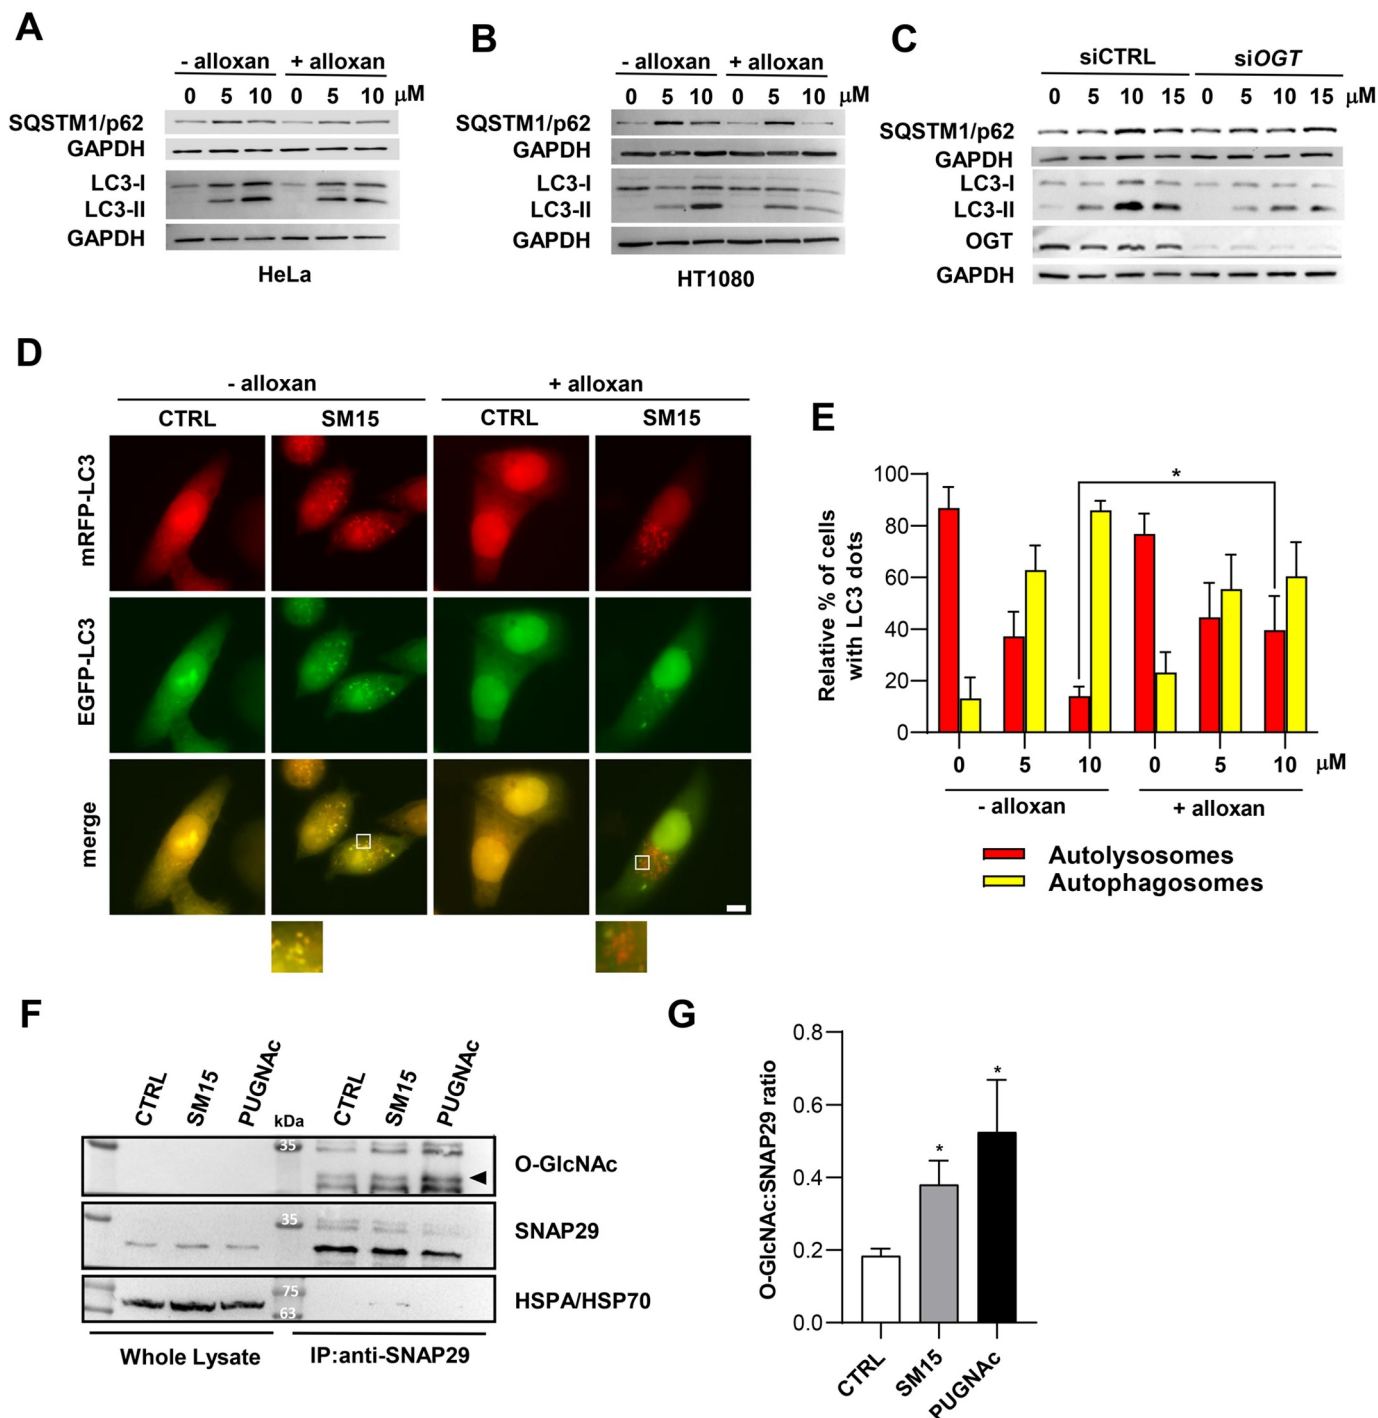 A
- alloxan + alloxan
0 5 10 0 5 10 μM
SQSTM1/p62
GAPDH
LC3-I
LC3-II
GAPDH
HeLa
B
- alloxan + alloxan
0 5 10 0 5 10 μM
SQSTM1/p62
GAPDH
LC3-I
LC3-II
GAPDH
HT1080
C
siCTRL siOGT
0 5 10 15 0 5 10 15 μM
SQSTM1/p62
GAPDH
LC3-I
LC3-II
OGT
GAPDH
D
- alloxan + alloxan
CTRL SM15 CTRL SM15
mRFP-LC3
EGFP-LC3
merge
E
Relative % of cells
with LC3 dots
100
80
60
40
20
0
*
0 5 10 0 5 10 μM
- alloxan + alloxan
Autolysosomes
Autophagosomes
F
CTRL SM15 PUGNAc kDa CTRL SM15 PUGNAc
35 O-GlcNAc
35 SNAP29
75
63 HSPA/HSP70
Whole Lysate IP:anti-SNAP29
G
O-GlcNAc:SNAP29 ratio
0.8
0.6
0.4
0.2
0.0
* *
CTRL SM15 PUGNAc